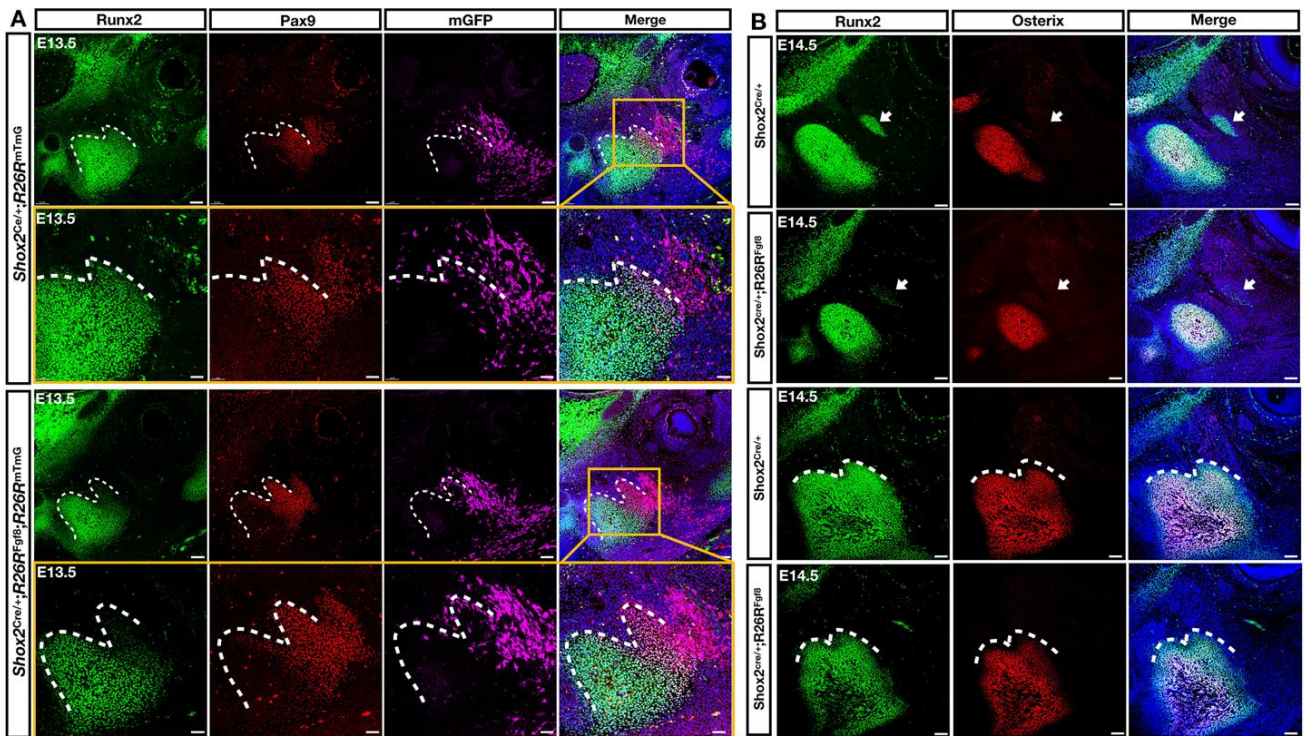 A
Runx2 Pax9 mGFP Merge
Shox2Ce/+;R26RmTmG
E13.5
E13.5
Shox2Cre/+;R26RFgf8;R26RmTmG
E13.5
E13.5
B
Runx2 Osterix Merge
Shox2Cre/+
E14.5
Shox2cre/+;R26RFgf8
E14.5
Shox2Cre/+
E14.5
Shox2cre/+;R26RFgf8
E14.5